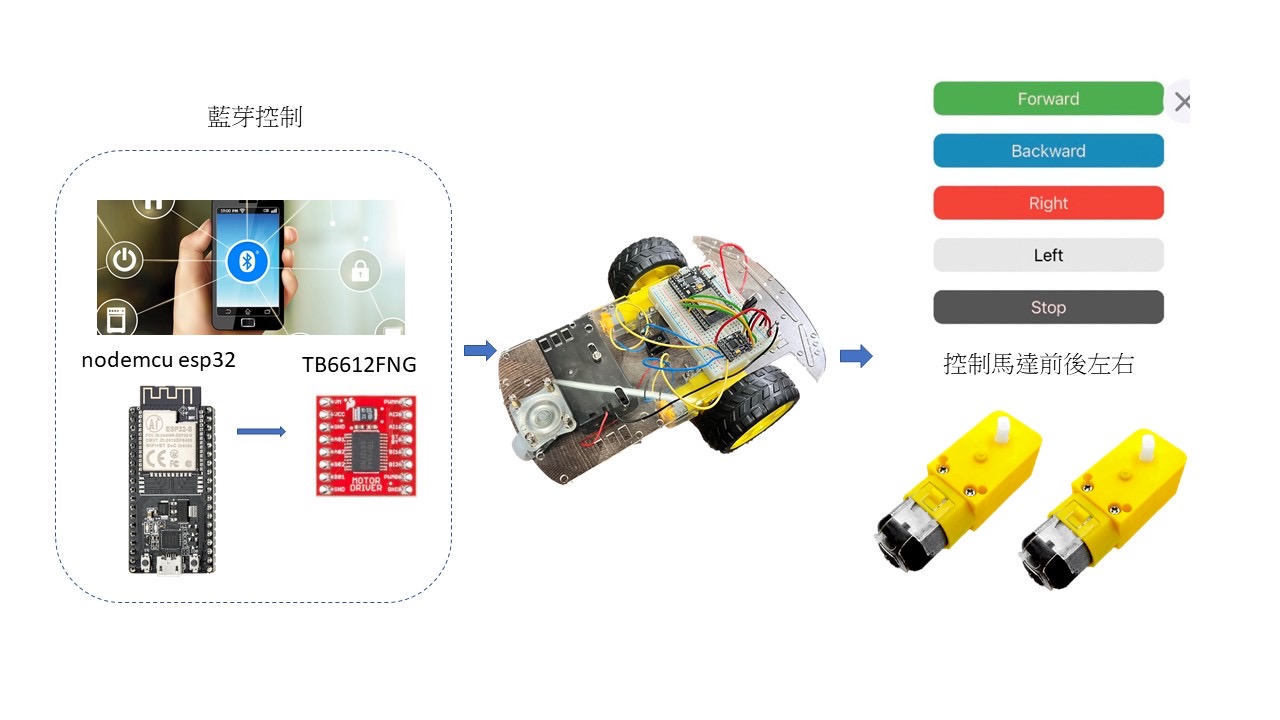 藍芽控制
nodemcu esp32
TB6612FNG
MOTOR
DRIVER
Forward
Backward
Right
Left
Stop
控制馬達前後左右